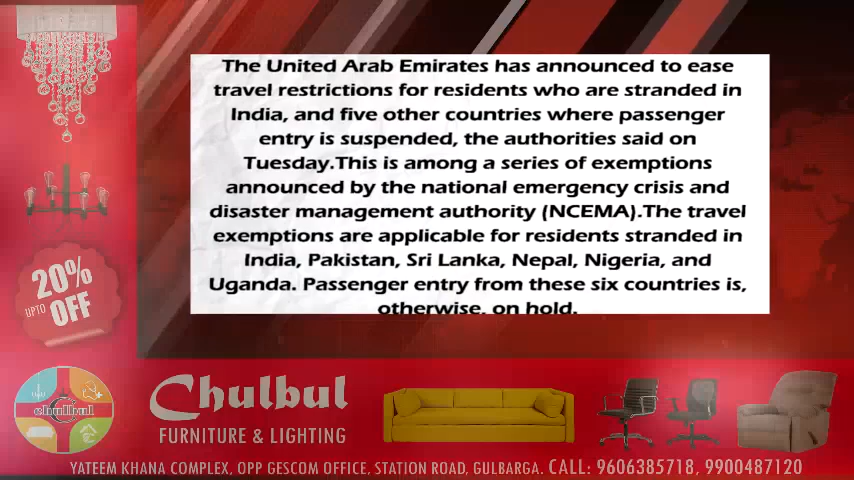 The United Arab Emirates has announced to ease
travel restrictions for residents who are stranded in
India, and five other countries where passenger
entry is suspended, the authorities said on
Tuesday.This is among a series of exemptions
announced by the national emergency crisis and
disaster management authority (NCEMA).The travel
exemptions are applicable for residents stranded in
India, Pakistan, Sri Lanka, Nepal, Nigeria, and
Uganda. Passenger entry from these six countries is,
otherwise, on hold.
20%
UPTO OFF
chulbul
Chulbul
FURNITURE & LIGHTING
YATEEM KHANA COMPLEX, OPP GESCOM OFFICE, STATION ROAD, GULBARGA. CALL: 9606385718, 9900487120